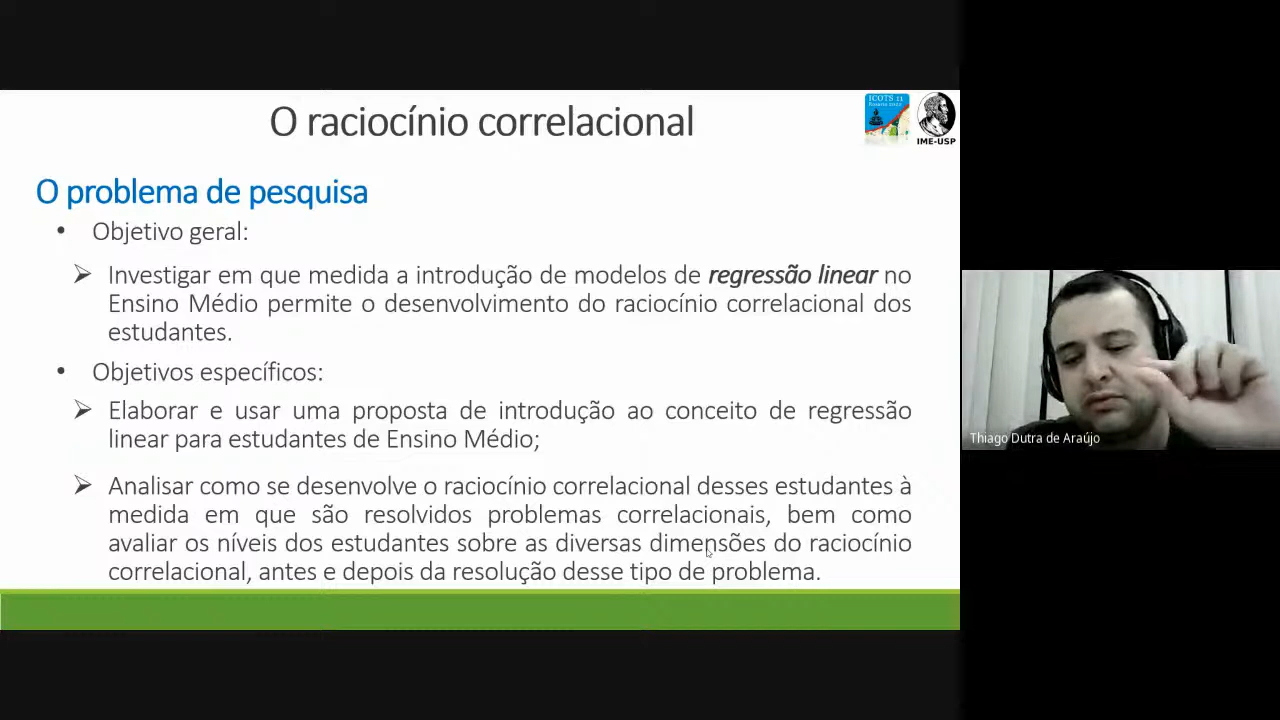 O raciocínio correlacional
ICOTS 11
Rosario 2022
IME-USP
O problema de pesquisa
• Objetivo geral:
➢ Investigar em que medida a introdução de modelos de regressão linear no
Ensino Médio permite o desenvolvimento do raciocínio correlacional dos
estudantes.
• Objetivos específicos:
➢ Elaborar e usar uma proposta de introdução ao conceito de regressão
linear para estudantes de Ensino Médio;
➢ Analisar como se desenvolve o raciocínio correlacional desses estudantes à
medida em que são resolvidos problemas correlacionais, bem como
avaliar os níveis dos estudantes sobre as diversas dimensões do raciocínio
correlacional, antes e depois da resolução desse tipo de problema.
Thiago Dutra de Araújo